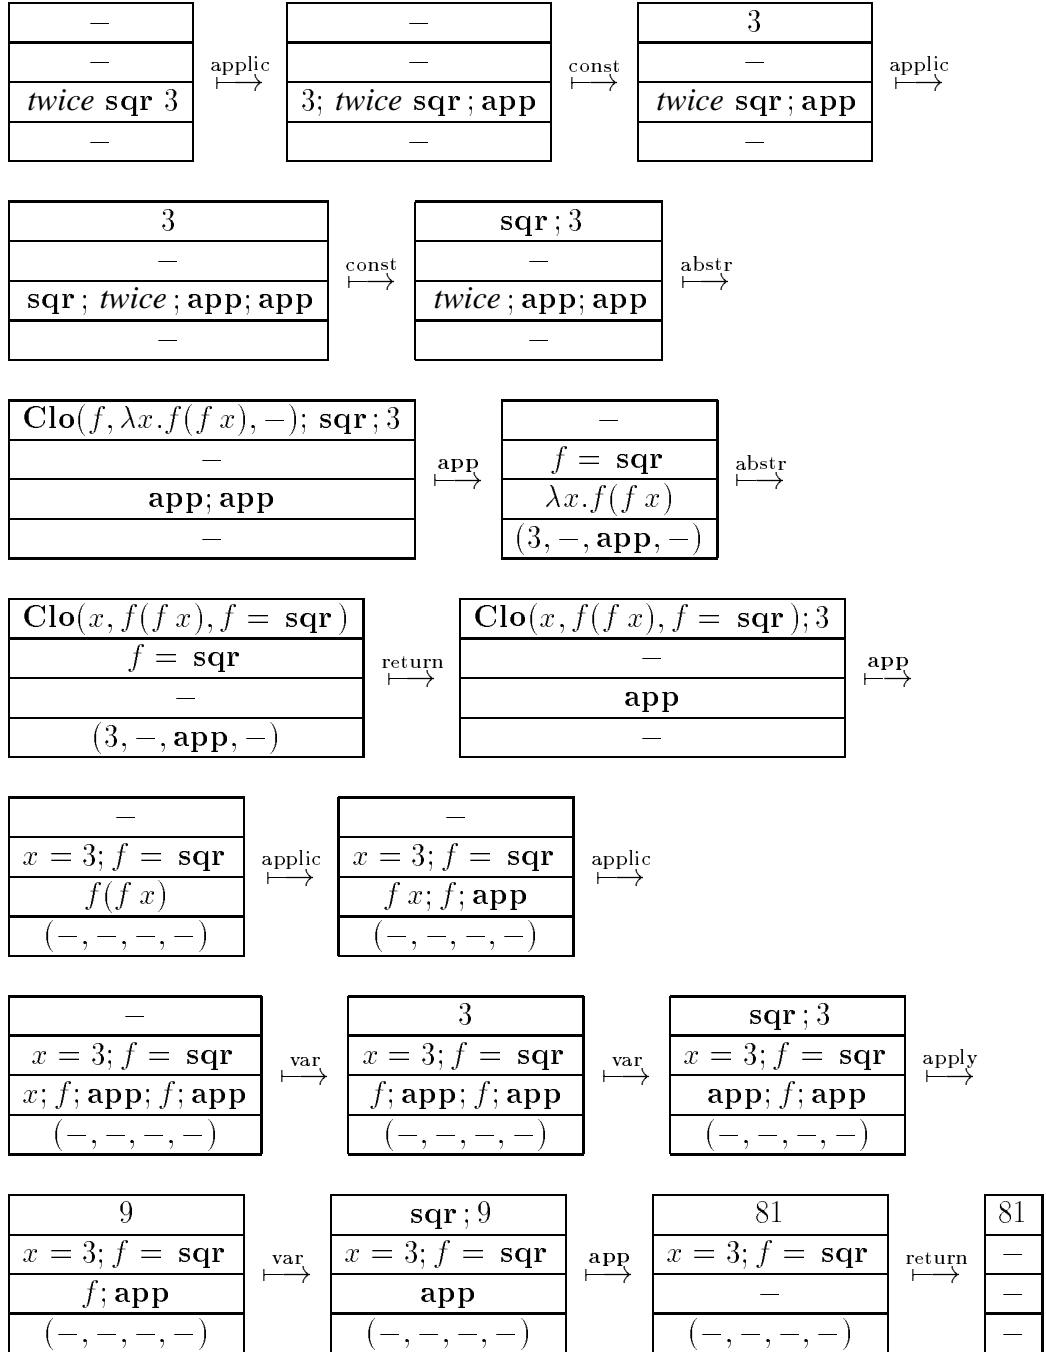 − − 3
− applic − const − applic
twice sqr 3 ⟼ 3; twice sqr ; app ⟼ twice sqr ; app ⟼
− − −
3 sqr ; 3
− const − abstr
sqr ; twice ; app; app ⟼ twice ; app; app ⟼
− −
Clo(f, λx.f(f x), −); sqr ; 3 −
− app f = sqr abstr
app; app ⟼ λx.f(f x) ⟼
− (3, −, app, −)
Clo(x, f(f x), f = sqr ) Clo(x, f(f x), f = sqr ); 3
f = sqr return − app
− ⟼ app ⟼
(3, −, app, −) −
− −
x = 3; f = sqr applic x = 3; f = sqr applic
f(f x) ⟼ f x; f; app ⟼
(−, −, −, −) (−, −, −, −)
− 3 sqr ; 3
x = 3; f = sqr var x = 3; f = sqr var x = 3; f = sqr apply
x; f; app; f; app ⟼ f; app; f; app ⟼ app; f; app ⟼
(−, −, −, −) (−, −, −, −) (−, −, −, −)
9 sqr ; 9 81 81
x = 3; f = sqr var x = 3; f = sqr app x = 3; f = sqr return −
f; app ⟼ app ⟼ − ⟼ −
(−, −, −, −) (−, −, −, −) (−, −, −, −) −